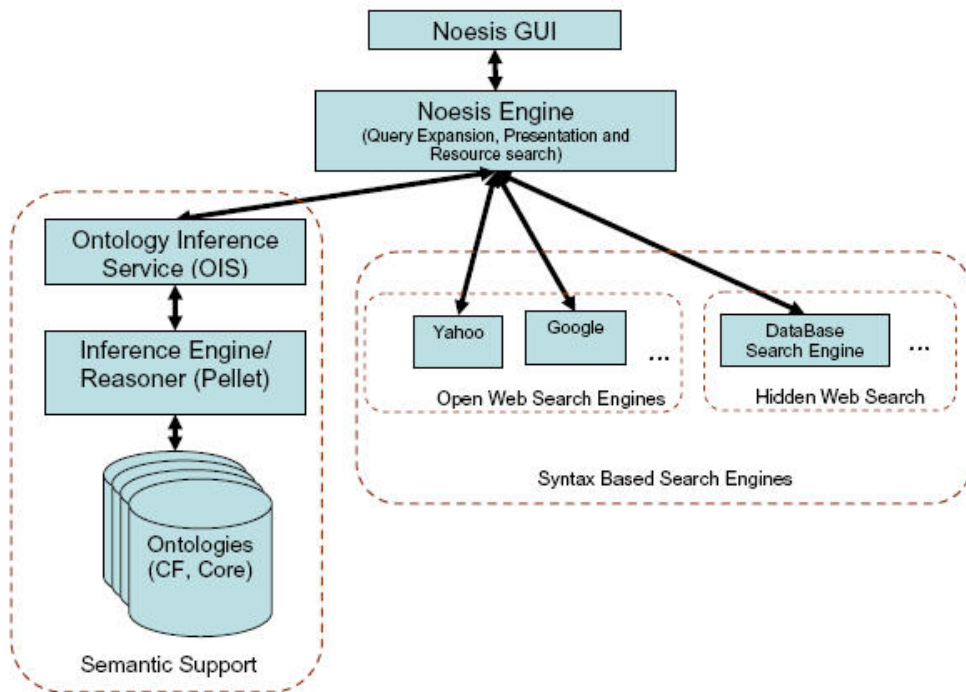 Noesis GUI
Noesis Engine
(Query Expansion, Presentation and
Resource search)
Ontology Inference
Service (OIS)
Inference Engine/
Reasoner (Pellet)
Ontologies
(CF, Core)
Semantic Support
Yahoo
Google
...
Open Web Search Engines
DataBase
Search Engine
...
Hidden Web Search
Syntax Based Search Engines